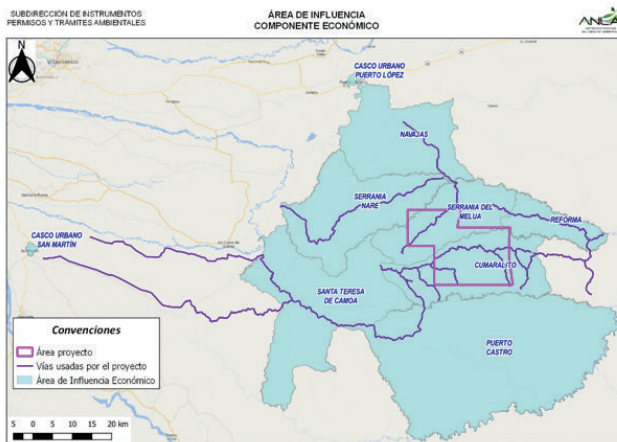 SUBDIRECCIÓN DE INSTRUMENTOS
PERMISOS Y TRÁMITES AMBIENTALES
ÁREA DE INFLUENCIA
COMPONENTE ECONÓMICO
ANLA
N
CASCO URBANO
PUERTO LÓPEZ
NAVAJAS
SERRANIA
NARE
SERRANIA DEL
MELUA
REFORMA
CASCO URBANO
SAN MARTÍN
CUMARALITO
SANTA TERESA
DE CAMOA
PUERTO
CASTRO
Convenciones
Área proyecto
Vías usadas por el proyecto
Área de Influencia Económico
5 0 5 10 15 20 km